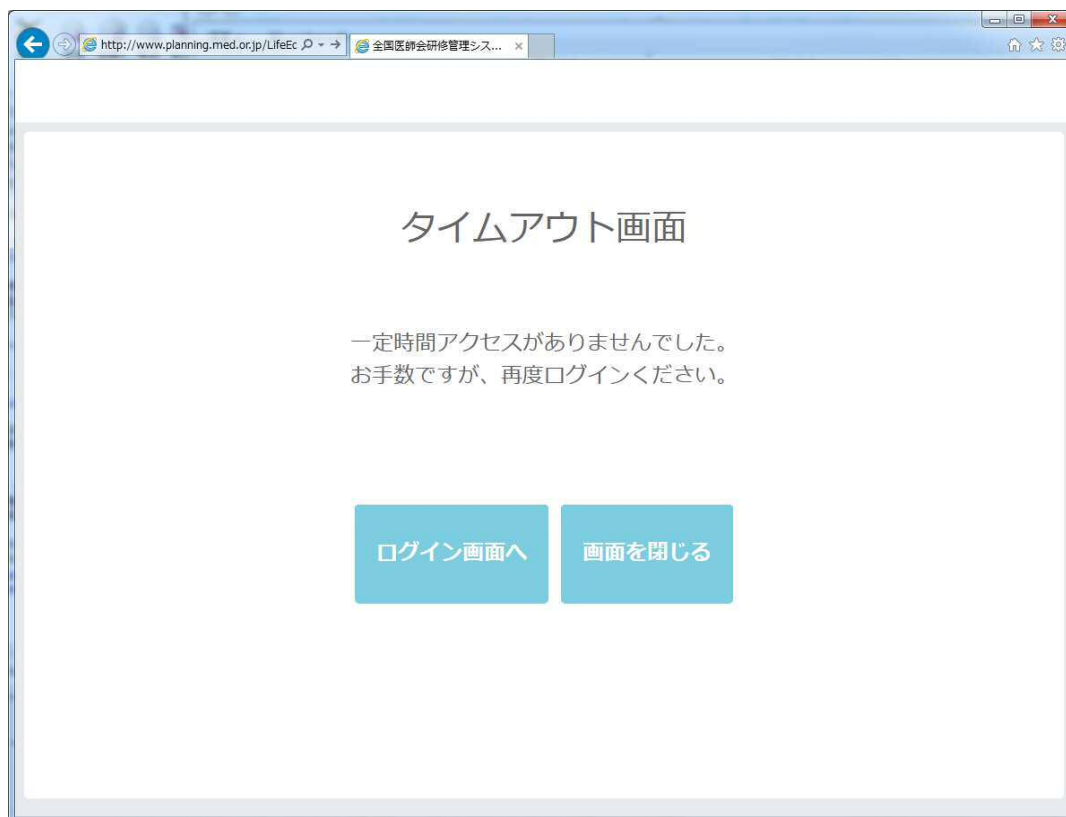 http://www.planning.med.or.jp/LifeEc
全国医師会研修管理シス...
タイムアウト画面
一定時間アクセスがありませんでした。
お手数ですが、再度ログインください。
ログイン画面へ
画面を閉じる